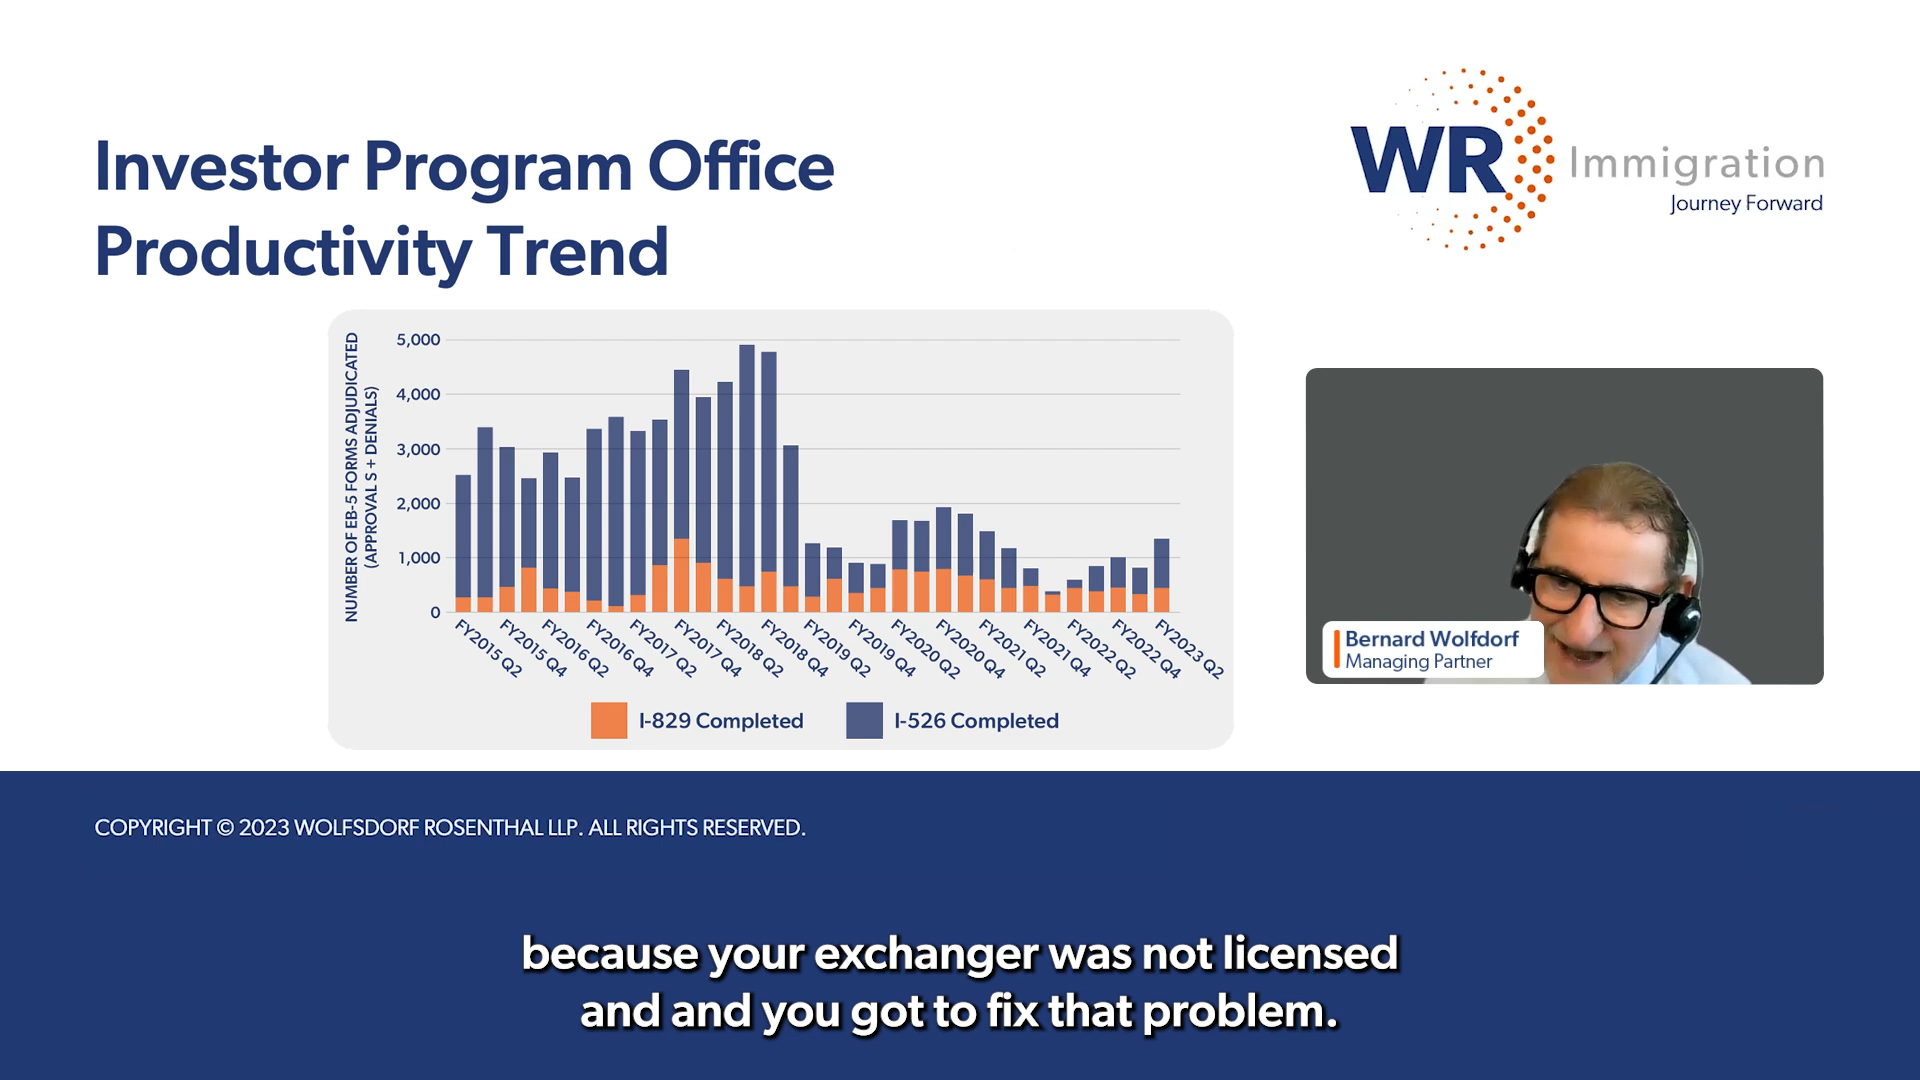 Investor Program Office
Productivity Trend
WR Immigration
Journey Forward
NUMBER OF EB-5 FORMS ADJUDICATED
(APPROVAL S + DENIALS)
5,000
4,000
3,000
2,000
1,000
0
FY2015 Q2
FY2015 Q4
FY2016 Q2
FY2016 Q4
FY2017 Q2
FY2017 Q4
FY2018 Q2
FY2018 Q4
FY2019 Q2
FY2019 Q4
FY2020 Q2
FY2020 Q4
FY2021 Q2
FY2021 Q4
FY2022 Q2
FY2022 Q4
FY2023 Q2
I-829 Completed
I-526 Completed
Bernard Wolfdorf
Managing Partner
COPYRIGHT © 2023 WOLFSDORF ROSENTHAL LLP. ALL RIGHTS RESERVED.
because your exchanger was not licensed
and and you got to fix that problem.